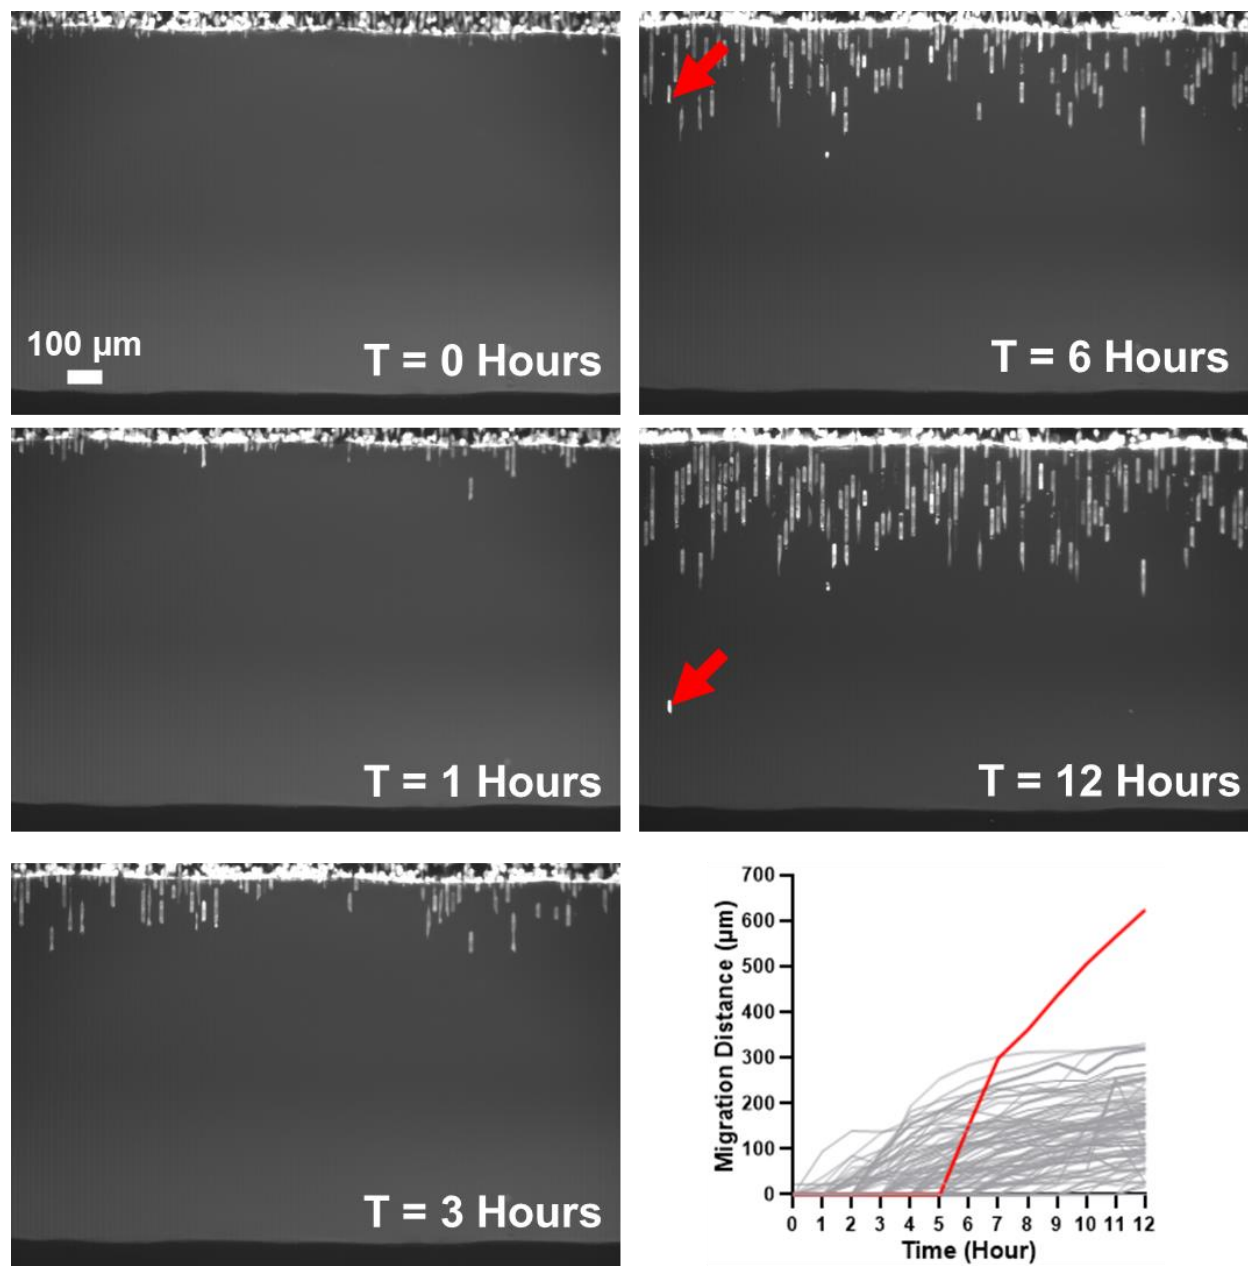 100 µm
T = 0 Hours
T = 6 Hours
T = 1 Hours
T = 12 Hours
T = 3 Hours
700
600
500
400
300
200
100
0
Migration Distance (µm)
0 1 2 3 4 5 6 7 8 9 10 11 12
Time (Hour)